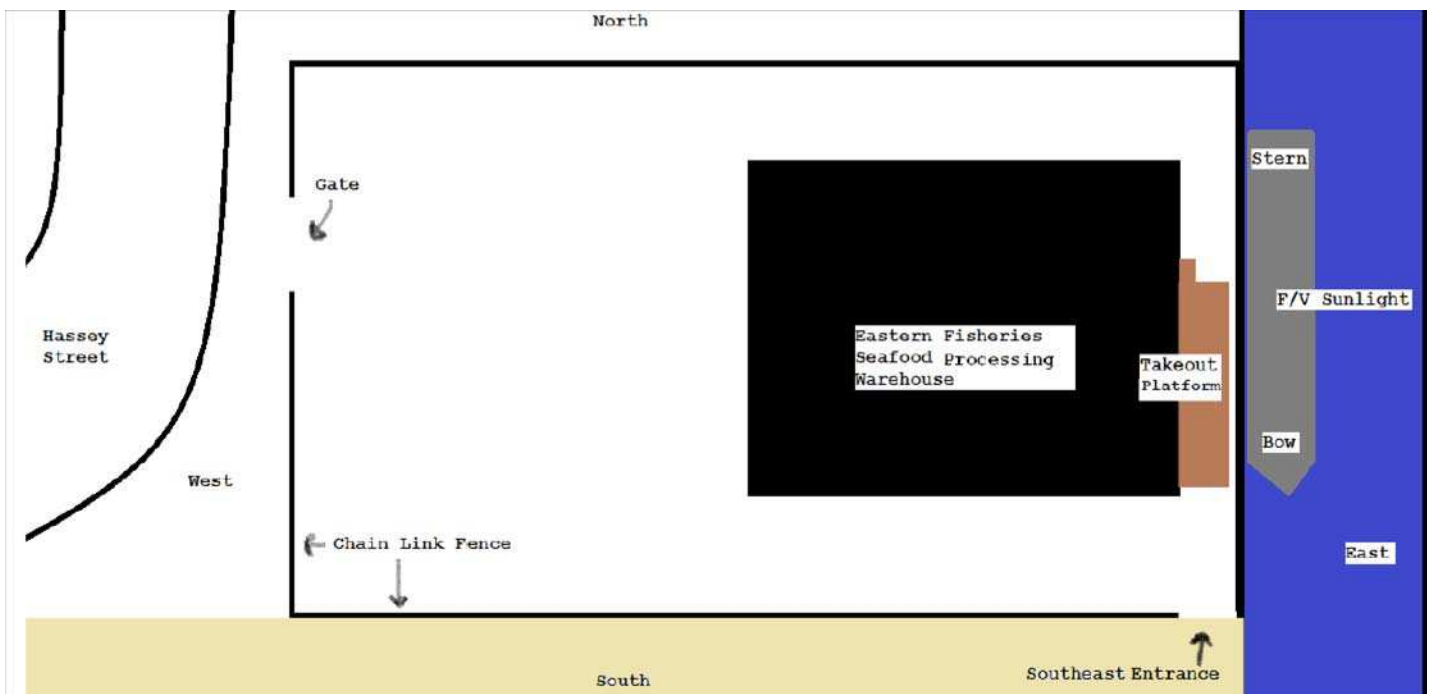 North
Stern
Gate
F/V Sunlight
Hassey
Street
Eastern Fisheries
Seafood Processing
Warehouse
Takeout
Platform
Bow
West
Chain Link Fence
East
Southeast Entrance
South